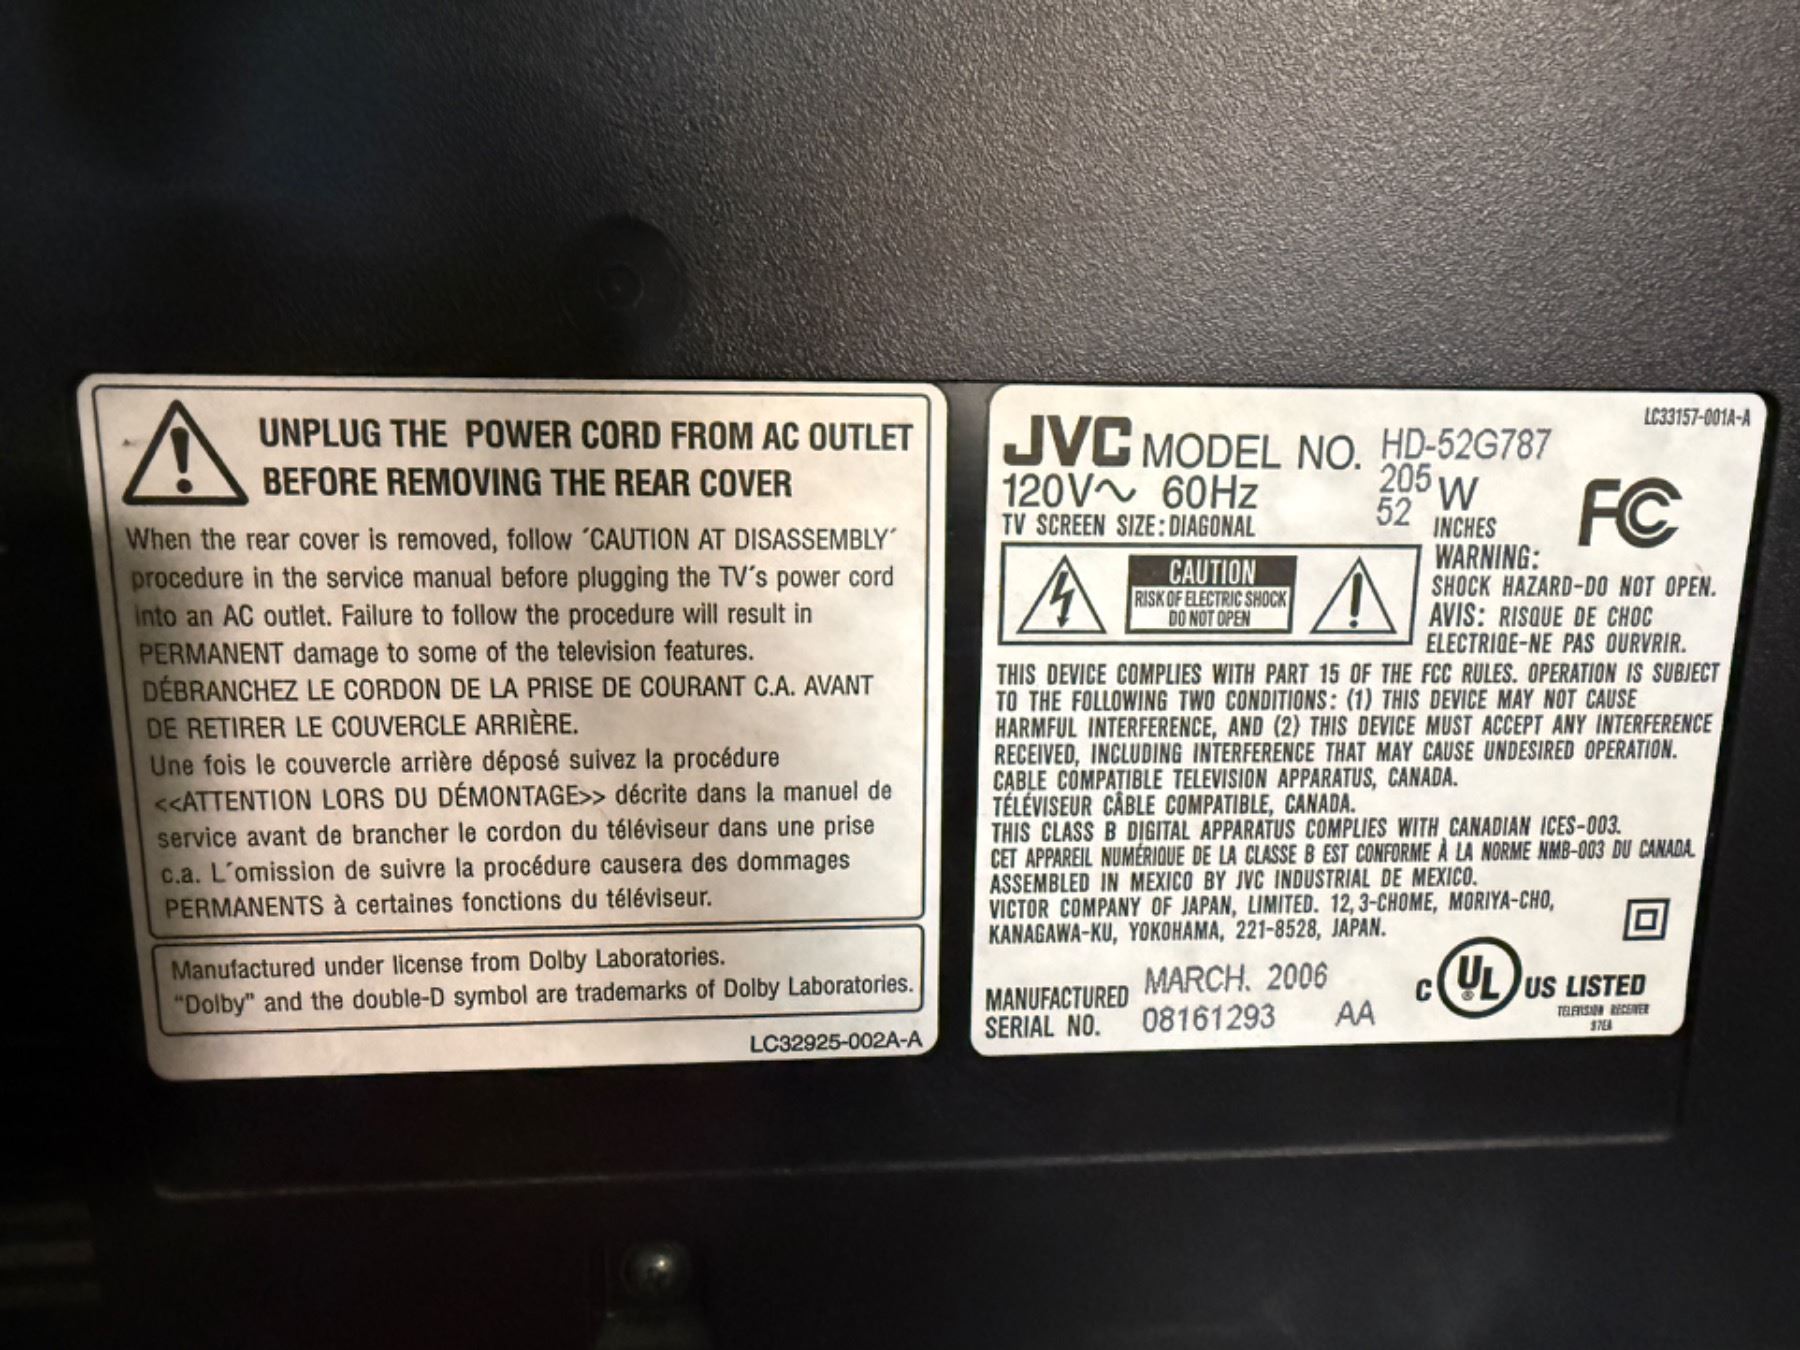 UNPLUG THE POWER CORD FROM AC OUTLET
BEFORE REMOVING THE REAR COVER
When the rear cover is removed, follow ´CAUTION AT DISASSEMBLY´
procedure in the service manual before plugging the TV´s power cord
into an AC outlet. Failure to follow the procedure will result in
PERMANENT damage to some of the television features.
DÉBRANCHEZ LE CORDON DE LA PRISE DE COURANT C.A. AVANT
DE RETIRER LE COUVERCLE ARRIÈRE.
Une fois le couvercle arrière déposé suivez la procédure
<<ATTENTION LORS DU DÉMONTAGE>> décrite dans la manuel de
service avant de brancher le cordon du téléviseur dans une prise
c.a. L´omission de suivre la procédure causera des dommages
PERMANENTS à certaines fonctions du téléviseur.
Manufactured under license from Dolby Laboratories.
"Dolby" and the double-D symbol are trademarks of Dolby Laboratories.
LC32925-002A-A
LC33157-001A-A
JVC MODEL NO. HD-52G787
120V~ 60Hz 205 W
TV SCREEN SIZE: DIAGONAL 52 INCHES
FC
CAUTION
RISK OF ELECTRIC SHOCK
DO NOT OPEN
WARNING:
SHOCK HAZARD-DO NOT OPEN.
AVIS: RISQUE DE CHOC
ELECTRIQE-NE PAS OURVRIR.
THIS DEVICE COMPLIES WITH PART 15 OF THE FCC RULES. OPERATION IS SUBJECT
TO THE FOLLOWING TWO CONDITIONS: (1) THIS DEVICE MAY NOT CAUSE
HARMFUL INTERFERENCE, AND (2) THIS DEVICE MUST ACCEPT ANY INTERFERENCE
RECEIVED, INCLUDING INTERFERENCE THAT MAY CAUSE UNDESIRED OPERATION.
CABLE COMPATIBLE TELEVISION APPARATUS, CANADA.
TÉLÉVISEUR CÂBLE COMPATIBLE, CANADA.
THIS CLASS B DIGITAL APPARATUS COMPLIES WITH CANADIAN ICES-003.
CET APPAREIL NUMÉRIQUE DE LA CLASSE B EST CONFORME À LA NORME NMB-003 DU CANADA.
ASSEMBLED IN MEXICO BY JVC INDUSTRIAL DE MEXICO.
VICTOR COMPANY OF JAPAN, LIMITED. 12, 3-CHOME, MORIYA-CHO,
KANAGAWA-KU, YOKOHAMA, 221-8528, JAPAN.
MANUFACTURED MARCH. 2006
SERIAL NO. 08161293 AA
C UL® US LISTED
TELEVISION RECEIVER
97EA